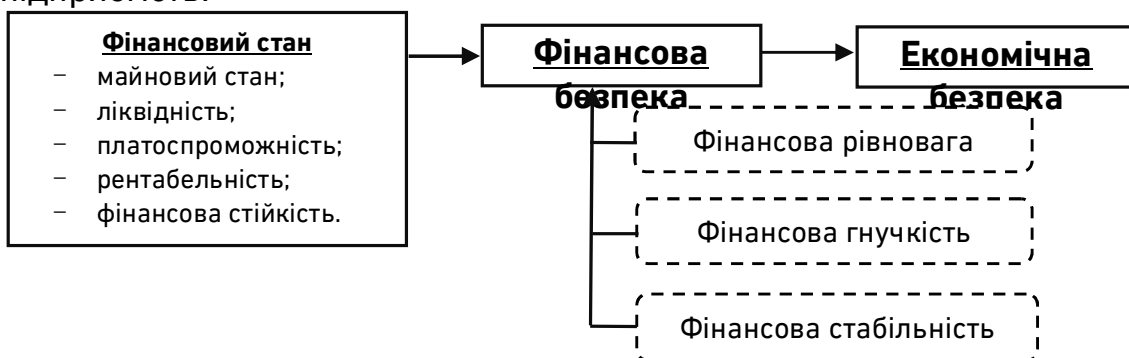 Фінансовий стан
– майновий стан;
– ліквідність;
– платоспроможність;
– рентабельність;
– фінансова стійкість.
Фінансова
безпека
Економічна
безпека
Фінансова рівновага
Фінансова гнучкість
Фінансова стабільність